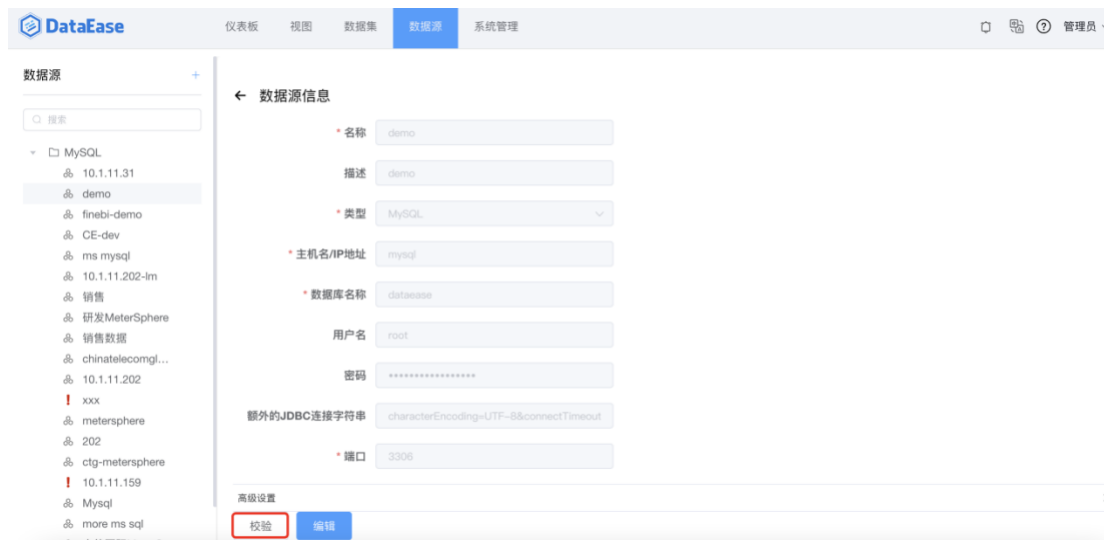 DataEase 仪表板 视图 数据集 数据源 系统管理 管理员
数据源 +
搜索
MySQL
10.1.11.31
demo
finebi-demo
CE-dev
ms mysql
10.1.11.202-lm
销售
研发MeterSphere
销售数据
chinatelecomgl...
10.1.11.202
xxx
metersphere
202
ctg-metersphere
10.1.11.159
Mysql
more ms sql
← 数据源信息
* 名称 demo
描述 demo
* 类型 MySQL
* 主机名/IP地址 mysql
* 数据库名称 dataease
用户名 root
密码 •••••••••••••••••
额外的JDBC连接字符串 characterEncoding=UTF-8&connectTimeout
* 端口 3306
高级设置
校验 编辑